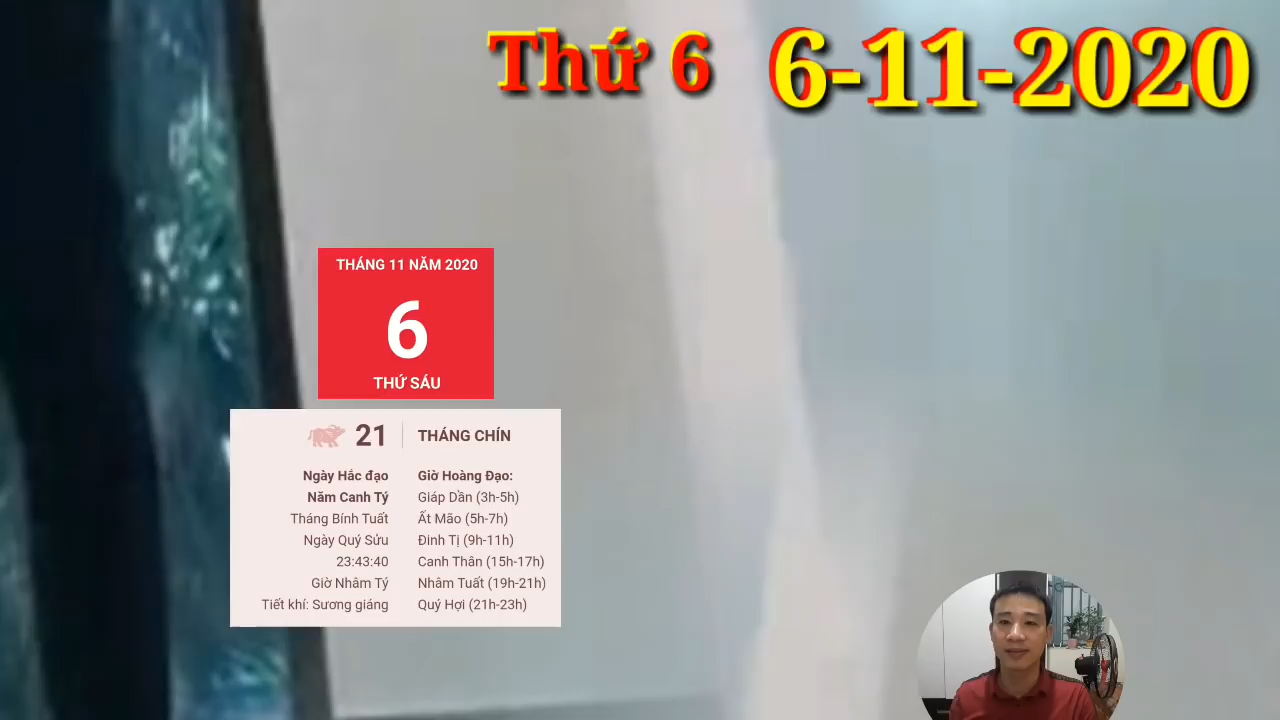 Thứ 6 6-11-2020
THÁNG 11 NĂM 2020
6
THỨ SÁU
21 THÁNG CHÍN
Ngày Hắc đạo
Năm Canh Tý
Tháng Bính Tuất
Ngày Quý Sửu
23:43:40
Giờ Nhâm Tý
Tiết khí: Sương giáng
Giờ Hoàng Đạo:
Giáp Dần (3h-5h)
Ất Mão (5h-7h)
Đinh Tị (9h-11h)
Canh Thân (15h-17h)
Nhâm Tuất (19h-21h)
Quý Hợi (21h-23h)